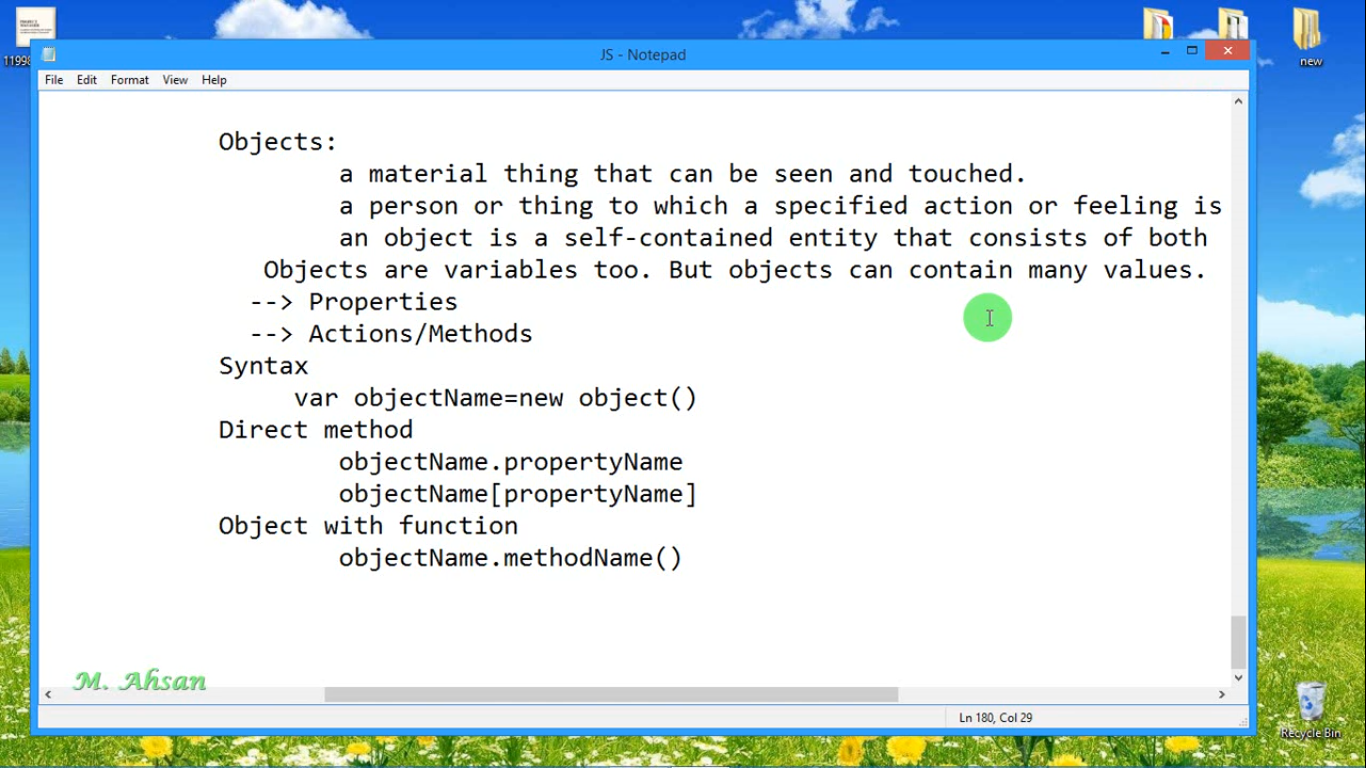 11998
new
JS - Notepad
File Edit Format View Help
Objects:
a material thing that can be seen and touched.
a person or thing to which a specified action or feeling is
an object is a self-contained entity that consists of both
Objects are variables too. But objects can contain many values.
--> Properties
--> Actions/Methods
Syntax
var objectName=new object()
Direct method
objectName.propertyName
objectName[propertyName]
Object with function
objectName.methodName()
M. Ahsan
Ln 180, Col 29
Recycle Bin